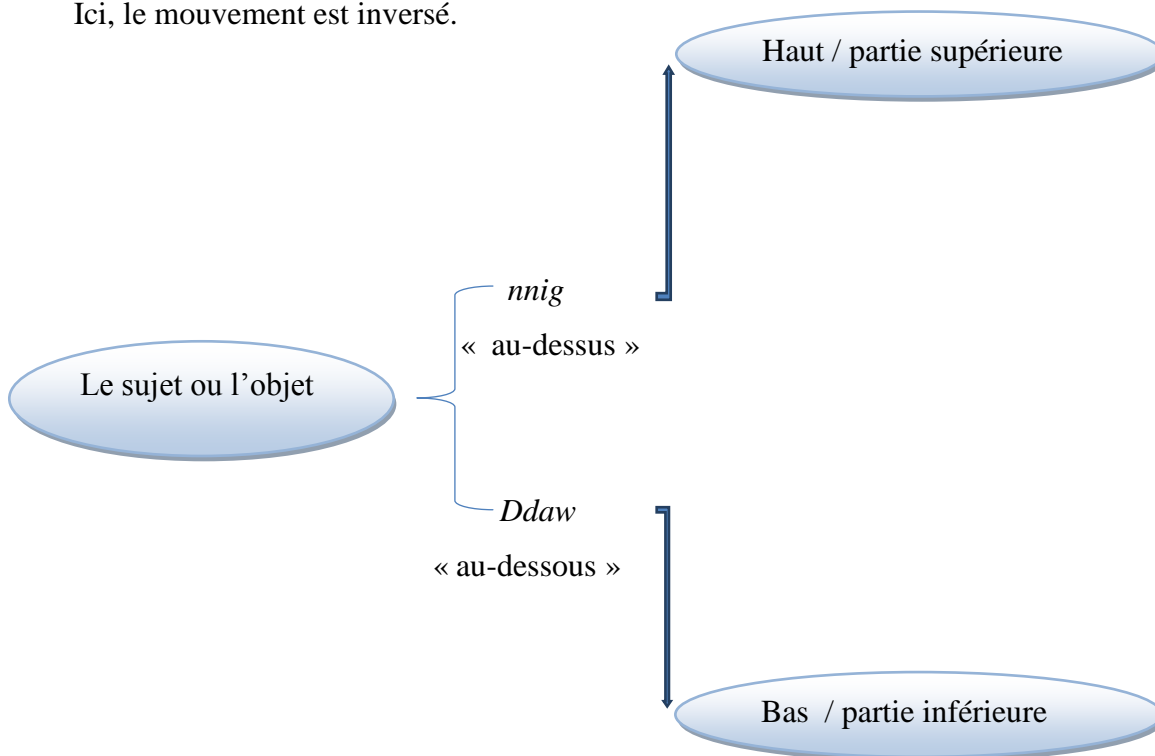 Ici, le mouvement est inversé.
Haut / partie supérieure
nnig
« au-dessus »
Le sujet ou l’objet
Ddaw
« au-dessous »
Bas / partie inférieure